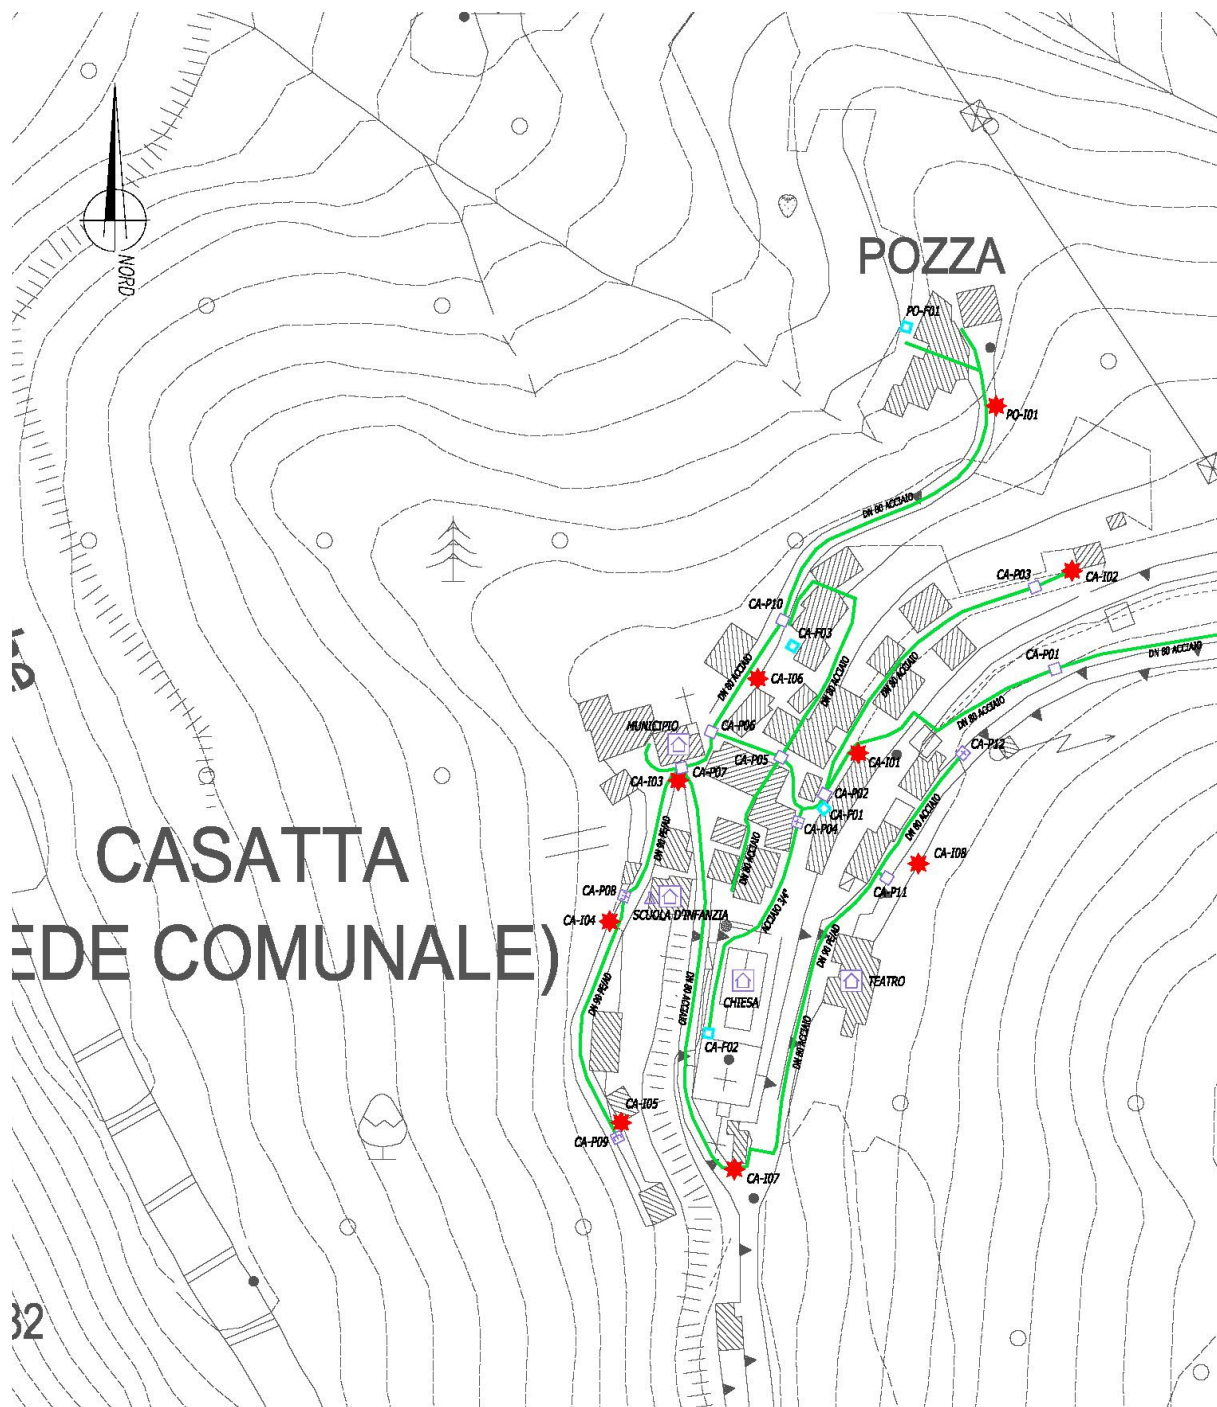 NORD
POZZA
PO-F01
PO-I01
DN 80 ACCIAIO
CA-P03
CA-I02
CA-P10
CA-F03
CA-P01
DN 80 ACCIAIO
DN 80 ACCIAIO
CA-I06
DN 80 ACCIAIO
DN 80 ACCIAIO
DN 80 ACCIAIO
MUNICIPIO
CA-P06
CA-P05
CA-I01
CA-P12
CA-I03
CA-P07
CA-P02
CA-F01
CA-P04
DN 80 ACCIAIO
DN 90 PEAD
CASATTA
DN 80 ACCIAIO
CA-I08
CA-P11
CA-P08
SCUOLA D'INFANZIA
ACCIAIO 3/4"
CA-I04
EDE COMUNALE)
DN 90 PEAD
TEATRO
DN 90 PEAD
DN 80 ACCIAIO
CHIESA
CA-F02
DN 80 ACCIAIO
CA-I05
CA-P09
CA-I07
32